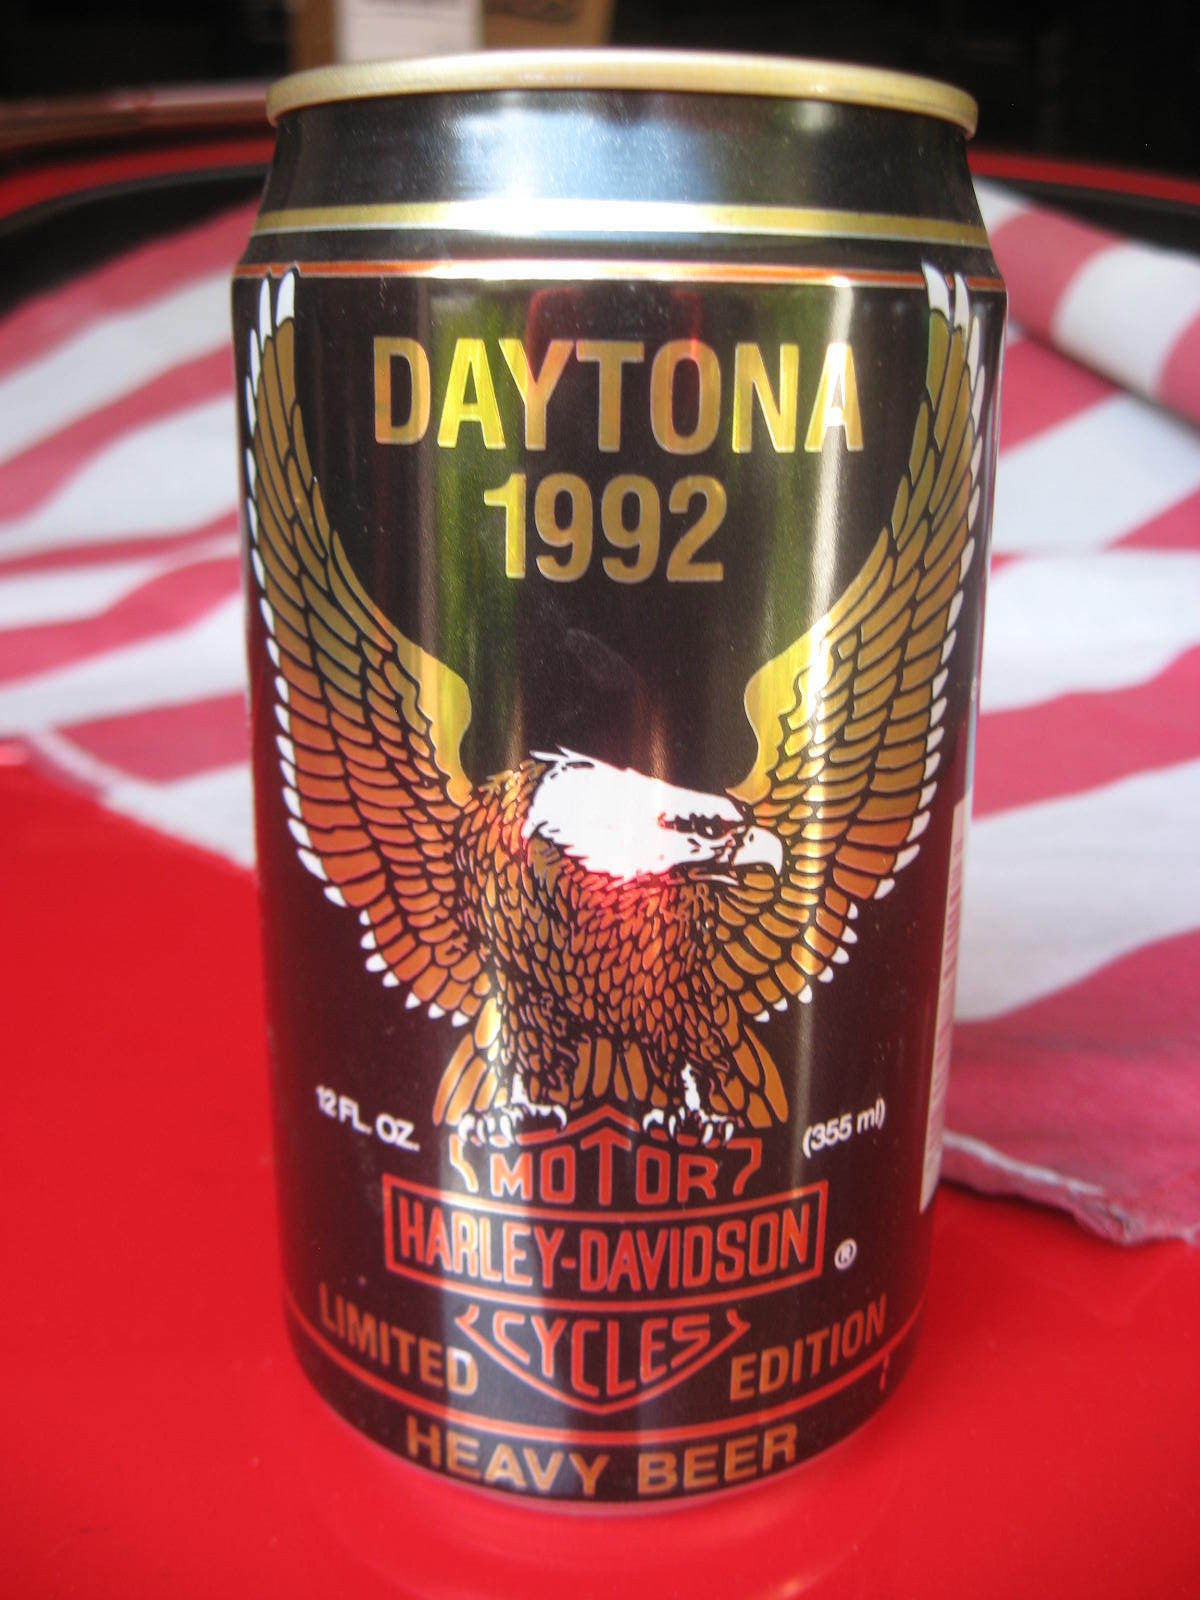 DAYTONA
1992
12 FL. OZ.
(355 ml)
MOTOR
HARLEY-DAVIDSON ®
CYCLES
LIMITED EDITION
HEAVY BEER